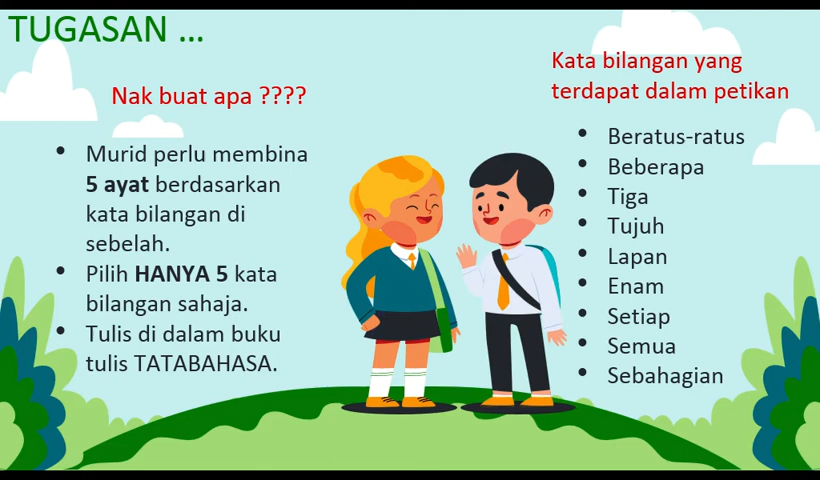 TUGASAN ...
Nak buat apa ????
• Murid perlu membina
5 ayat berdasarkan
kata bilangan di
sebelah.
• Pilih HANYA 5 kata
bilangan sahaja.
• Tulis di dalam buku
tulis TATABAHASA.
Kata bilangan yang
terdapat dalam petikan
• Beratus-ratus
• Beberapa
• Tiga
• Tujuh
• Lapan
• Enam
• Setiap
• Semua
• Sebahagian